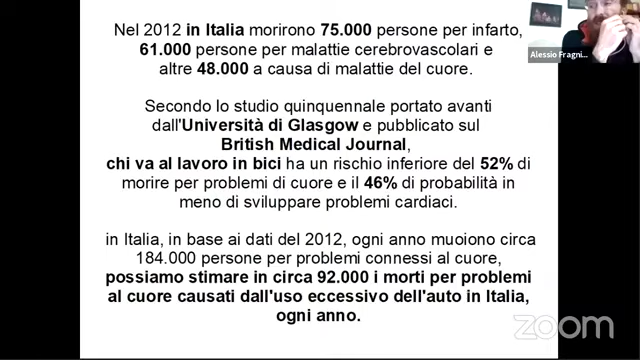 Nel 2012 in Italia morirono 75.000 persone per infarto,
61.000 persone per malattie cerebrovascolari e
altre 48.000 a causa di malattie del cuore.
Secondo lo studio quinquennale portato avanti
dall'Università di Glasgow e pubblicato sul
British Medical Journal,
chi va al lavoro in bici ha un rischio inferiore del 52% di
morire per problemi di cuore e il 46% di probabilità in
meno di sviluppare problemi cardiaci.
in Italia, in base ai dati del 2012, ogni anno muoiono circa
184.000 persone per problemi connessi al cuore,
possiamo stimare in circa 92.000 i morti per problemi
al cuore causati dall'uso eccessivo dell'auto in Italia,
ogni anno.
Alessio Fragni...
zoom